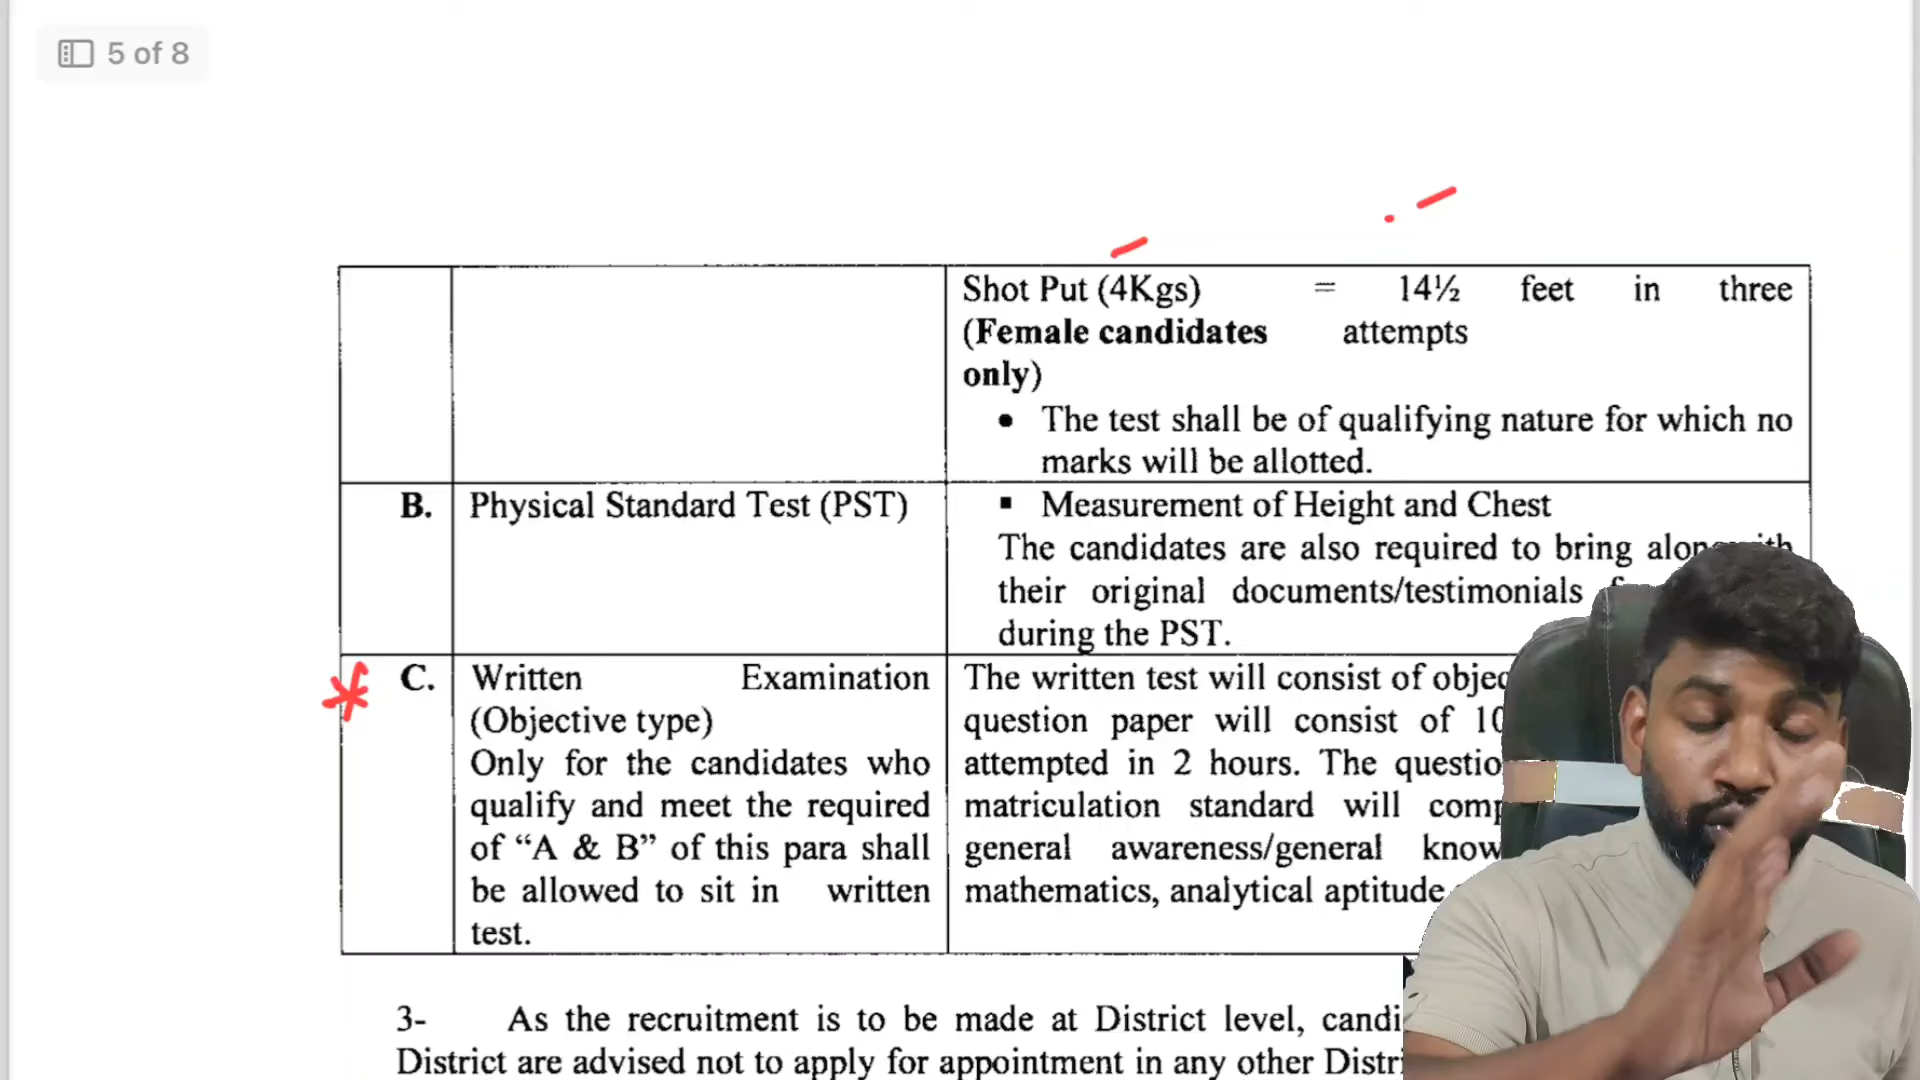 5 of 8
Shot Put (4Kgs) = 14½ feet in three
(Female candidates attempts
only)
• The test shall be of qualifying nature for which no
marks will be allotted.
B. Physical Standard Test (PST)
▪ Measurement of Height and Chest
The candidates are also required to bring
their original documents/testimonials
during the PST.
C. Written Examination
(Objective type)
Only for the candidates who
qualify and meet the required
of “A & B” of this para shall
be allowed to sit in written
test.
The written test will consist of
question paper will consist of
attempted in 2 hours. The
matriculation standard will
general awareness/general
mathematics, analytical aptitude
3- As the recruitment is to be made at District level,
District are advised not to apply for appointment in any other